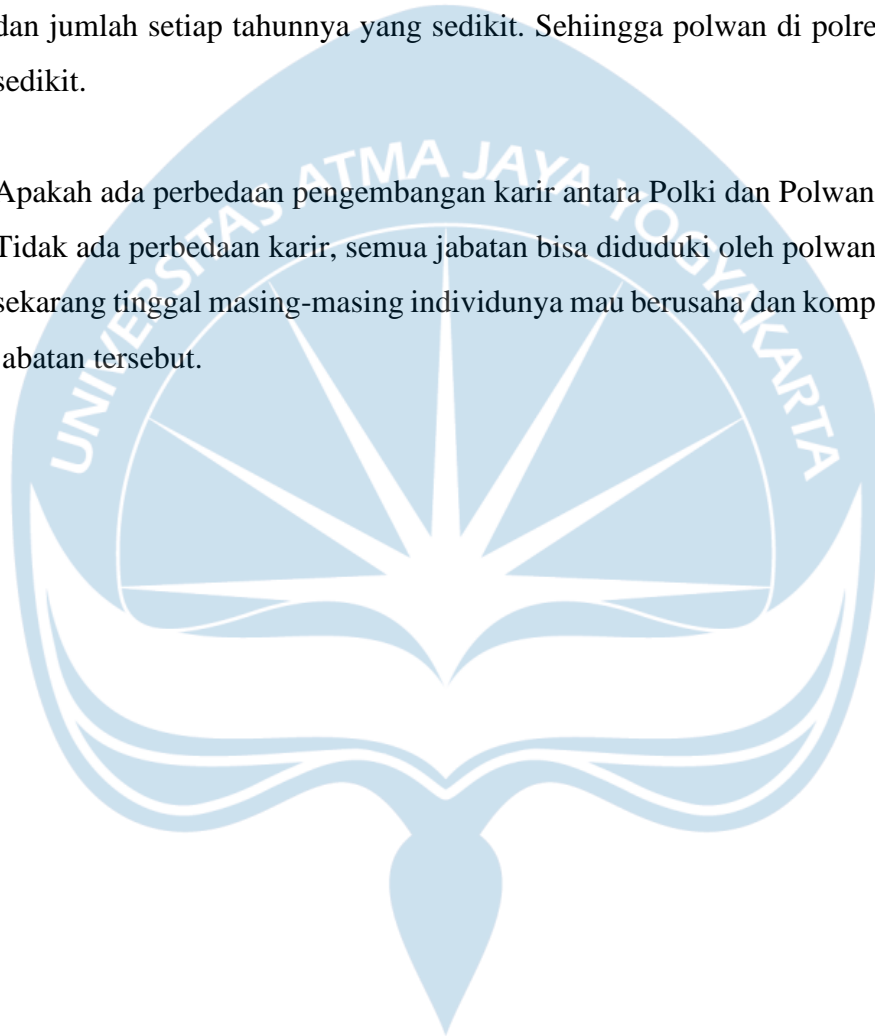 dan jumlah setiap tahunnya yang sedikit. Sehiingga polwan di polre
sedikit.
Apakah ada perbedaan pengembangan karir antara Polki dan Polwan
Tidak ada perbedaan karir, semua jabatan bisa diduduki oleh polwan
sekarang tinggal masing-masing individunya mau berusaha dan komp
abatan tersebut.
UNIVERSITAS ATMA JAYA YOGYAKARTA